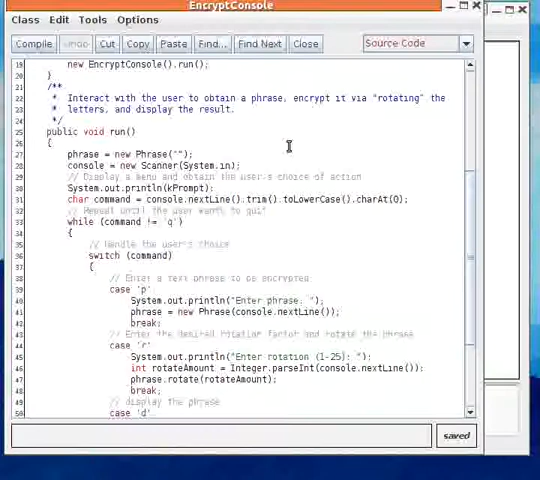 EncryptConsole
Class Edit Tools Options
Compile Undo Cut Copy Paste Find... Find Next Close Source Code
19 new EncryptConsole().run();
20 }
21 /**
22 * Interact with the user to obtain a phrase, encrypt it via "rotating" the
23 * letters, and display the result.
24 */
25 public void run()
26 {
27 phrase = new Phrase("");
28 console = new Scanner(System.in);
29 // Display a menu and obtain the user's choice of action
30 System.out.println(kPrompt);
31 char command = console.nextLine().trim().toLowerCase().charAt(0);
32 // Repeat until the user wants to quit
33 while (command != 'q')
34 {
35 // Handle the user's choice
36 switch (command)
37 {
38 // Enter a text phrase to be encrypted
39 case 'p':
40 System.out.println("Enter phrase: ");
41 phrase = new Phrase(console.nextLine());
42 break;
43 // Enter the desired rotation factor and rotate the phrase
44 case 'r':
45 System.out.println("Enter rotation (1-25): ");
46 int rotateAmount = Integer.parseInt(console.nextLine());
47 phrase.rotate(rotateAmount);
48 break;
49 // display the phrase
50 case 'd'
saved